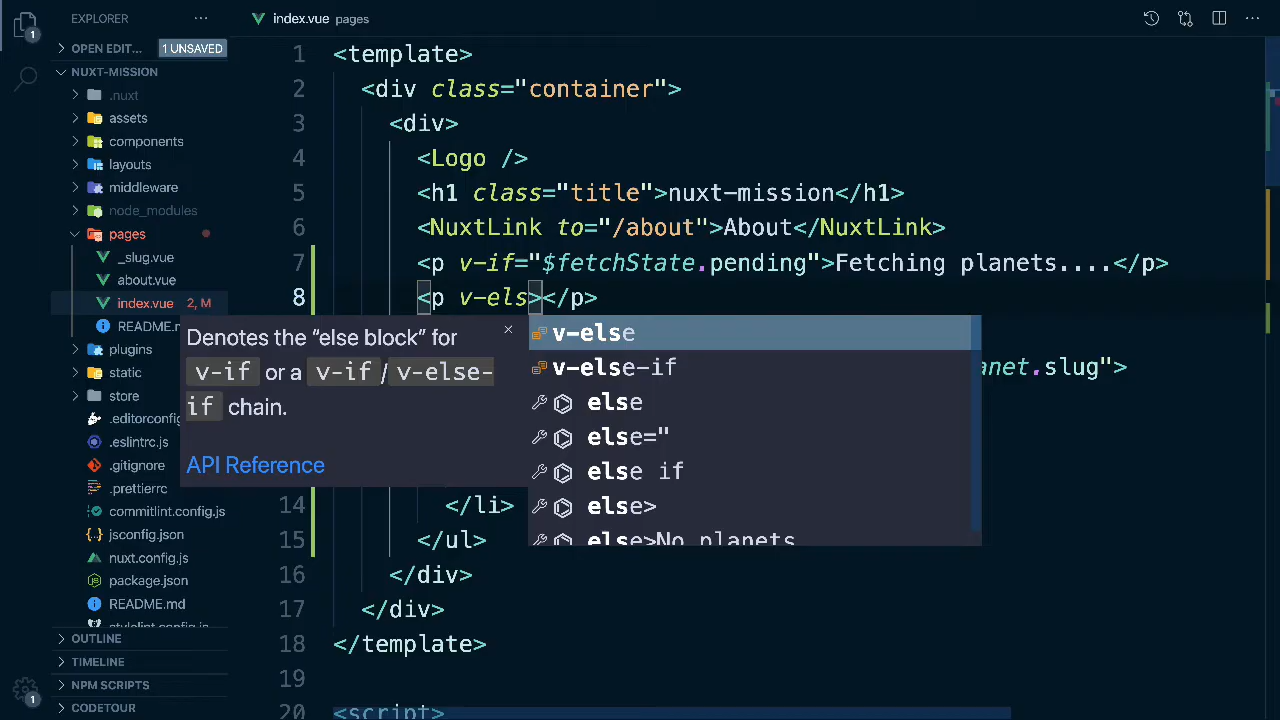 EXPLORER
index.vue pages
OPEN EDIT... 1 UNSAVED
NUXT-MISSION
.nuxt
assets
components
layouts
middleware
node_modules
pages
_slug.vue
about.vue
index.vue 2, M
plugins
static
store
.editorconfig
.eslintrc.js
.gitignore
.prettierrc
commitlint.config.js
jsconfig.json
nuxt.config.js
package.json
README.md
stylelint.config.js
OUTLINE
TIMELINE
NPM SCRIPTS
CODETOUR
1
1
1 <template>
2 <div class="container">
3 <div>
4 <Logo />
5 <h1 class="title">nuxt-mission</h1>
6 <NuxtLink to="/about">About</NuxtLink>
7 <p v-if="$fetchState.pending">Fetching planets....</p>
8 <p v-els></p>
anet.slug">
14 </li>
15 </ul>
16 </div>
17 </div>
18 </template>
19
20 <script>
Denotes the “else block” for
v-if or a v-if / v-else-
if chain.
API Reference
v-else
v-else-if
else
else="
else if
else>
else>No planets